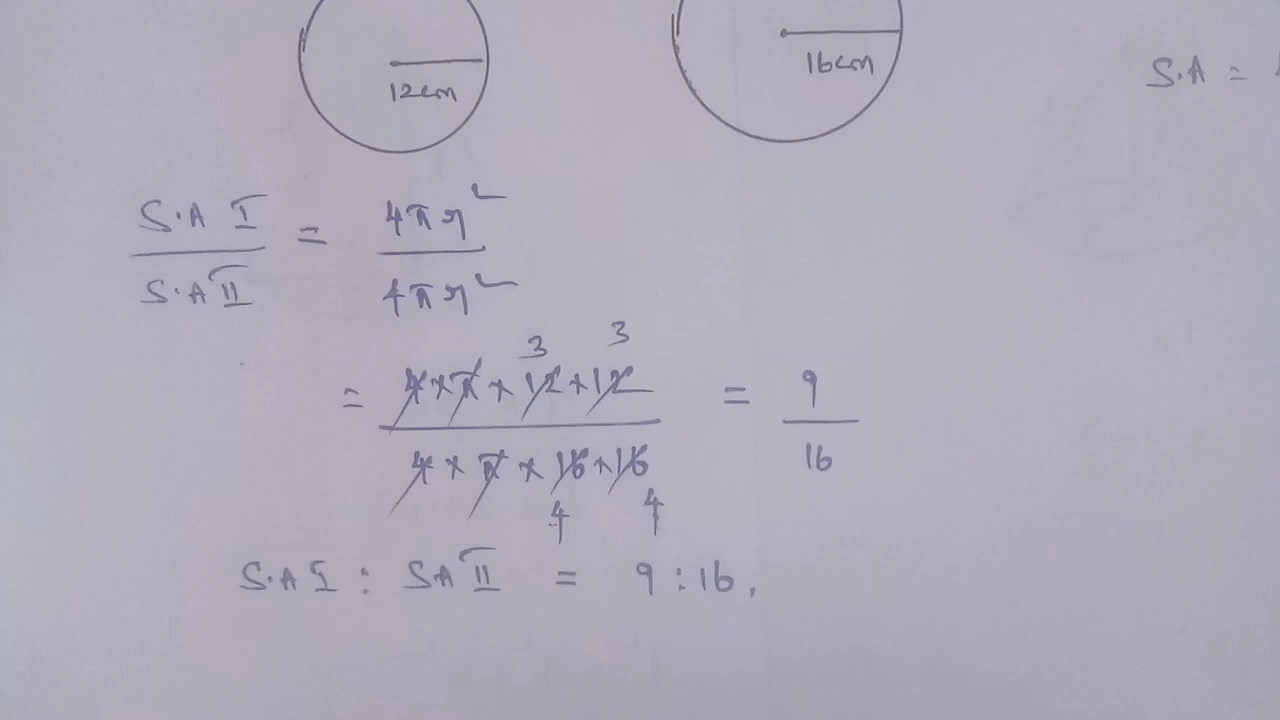 12cm
16cm
S.A =
S.A I / S.A II = 4πr² / 4πr²
= 4×π×12×12 / 4×π×16×16 = 9 / 16
3 3
4 4
S.A I : SA II = 9 : 16.